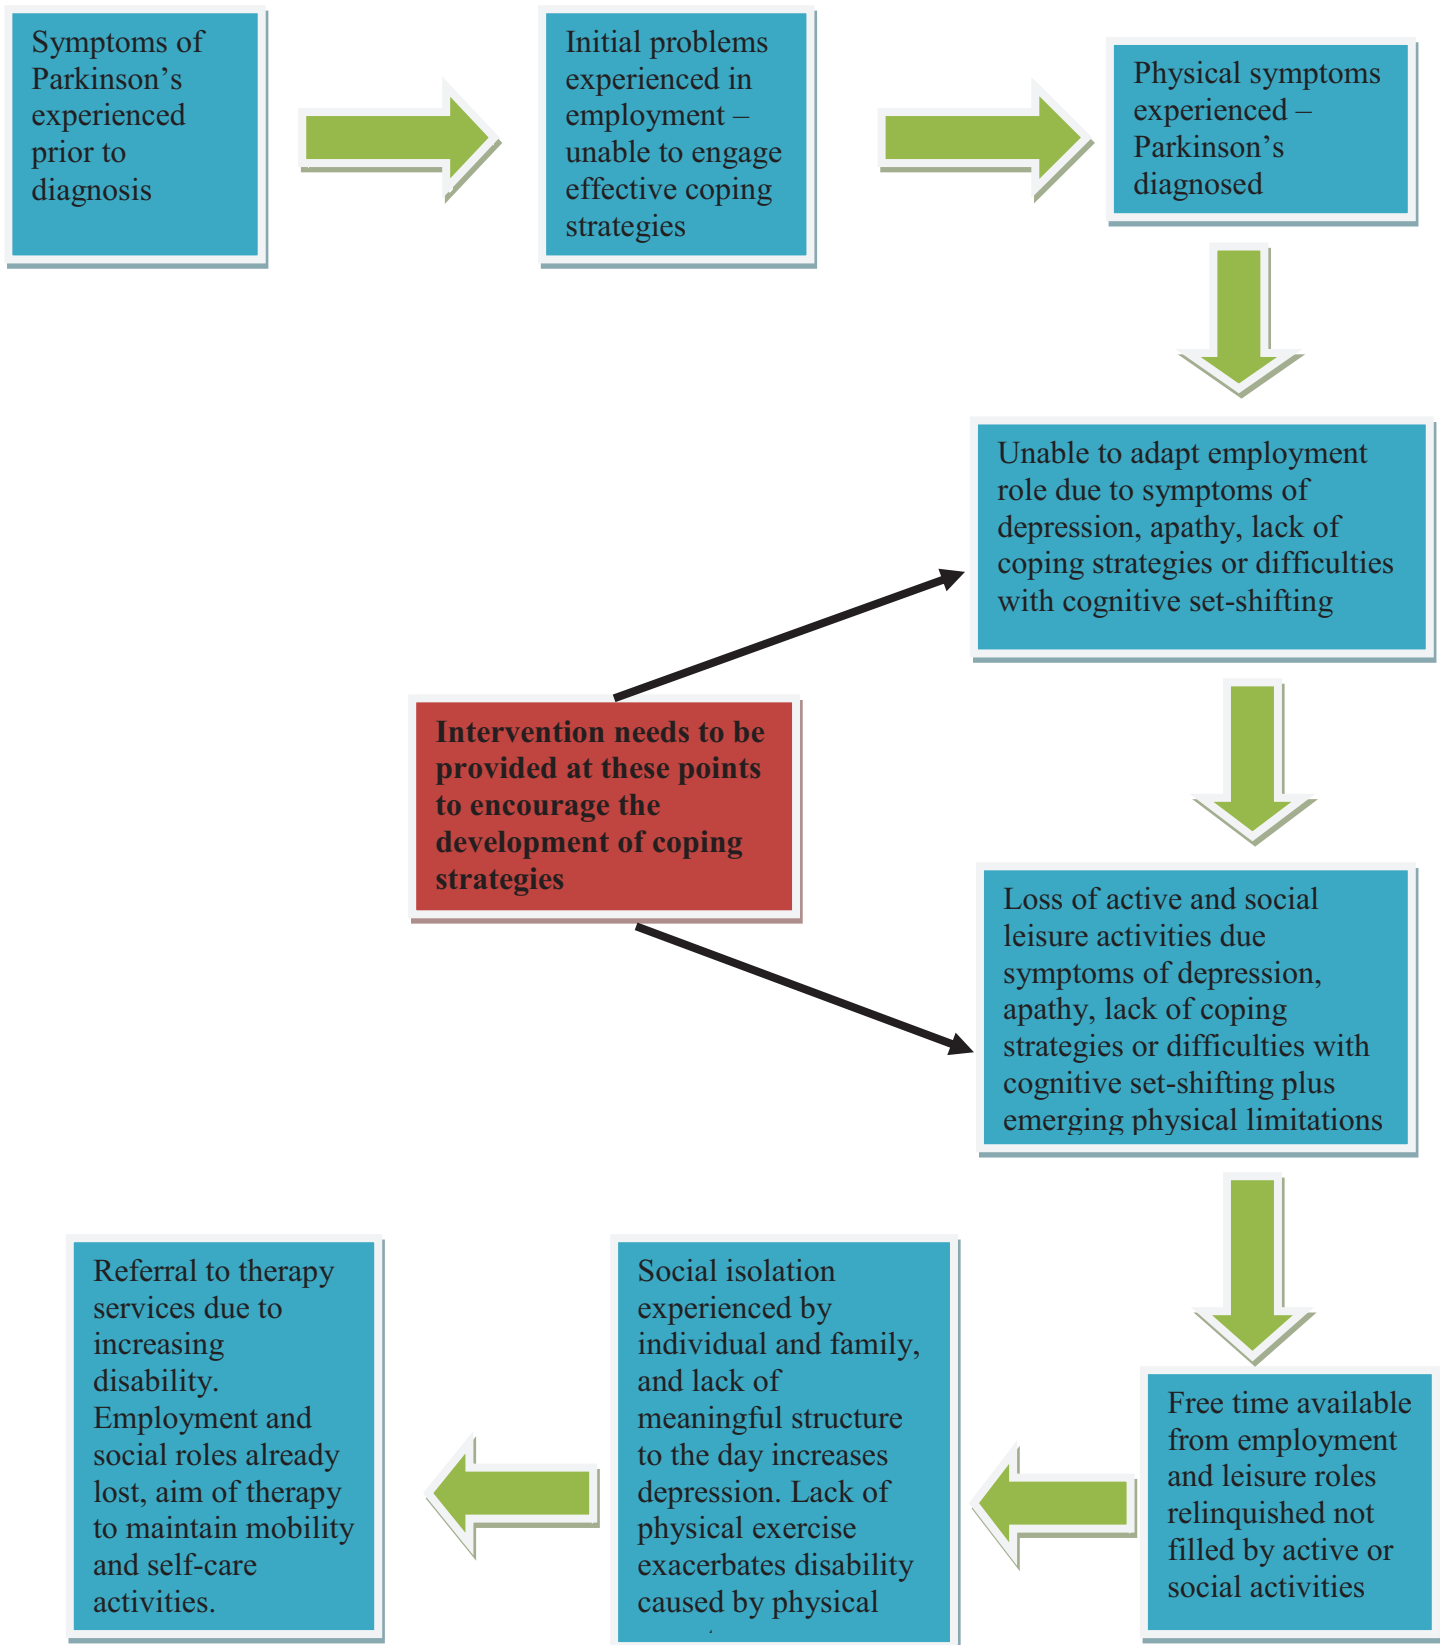 Symptoms of
Parkinson’s
experienced
prior to
diagnosis
Initial problems
experienced in
employment –
unable to engage
effective coping
strategies
Physical symptoms
experienced –
Parkinson’s
diagnosed
Unable to adapt employment
role due to symptoms of
depression, apathy, lack of
coping strategies or difficulties
with cognitive set-shifting
Intervention needs to be
provided at these points
to encourage the
development of coping
strategies
Loss of active and social
leisure activities due
symptoms of depression,
apathy, lack of coping
strategies or difficulties with
cognitive set-shifting plus
emerging physical limitations
Free time available
from employment
and leisure roles
relinquished not
filled by active or
social activities
Social isolation
experienced by
individual and family,
and lack of
meaningful structure
to the day increases
depression. Lack of
physical exercise
exacerbates disability
caused by physical
Referral to therapy
services due to
increasing
disability.
Employment and
social roles already
lost, aim of therapy
to maintain mobility
and self-care
activities.